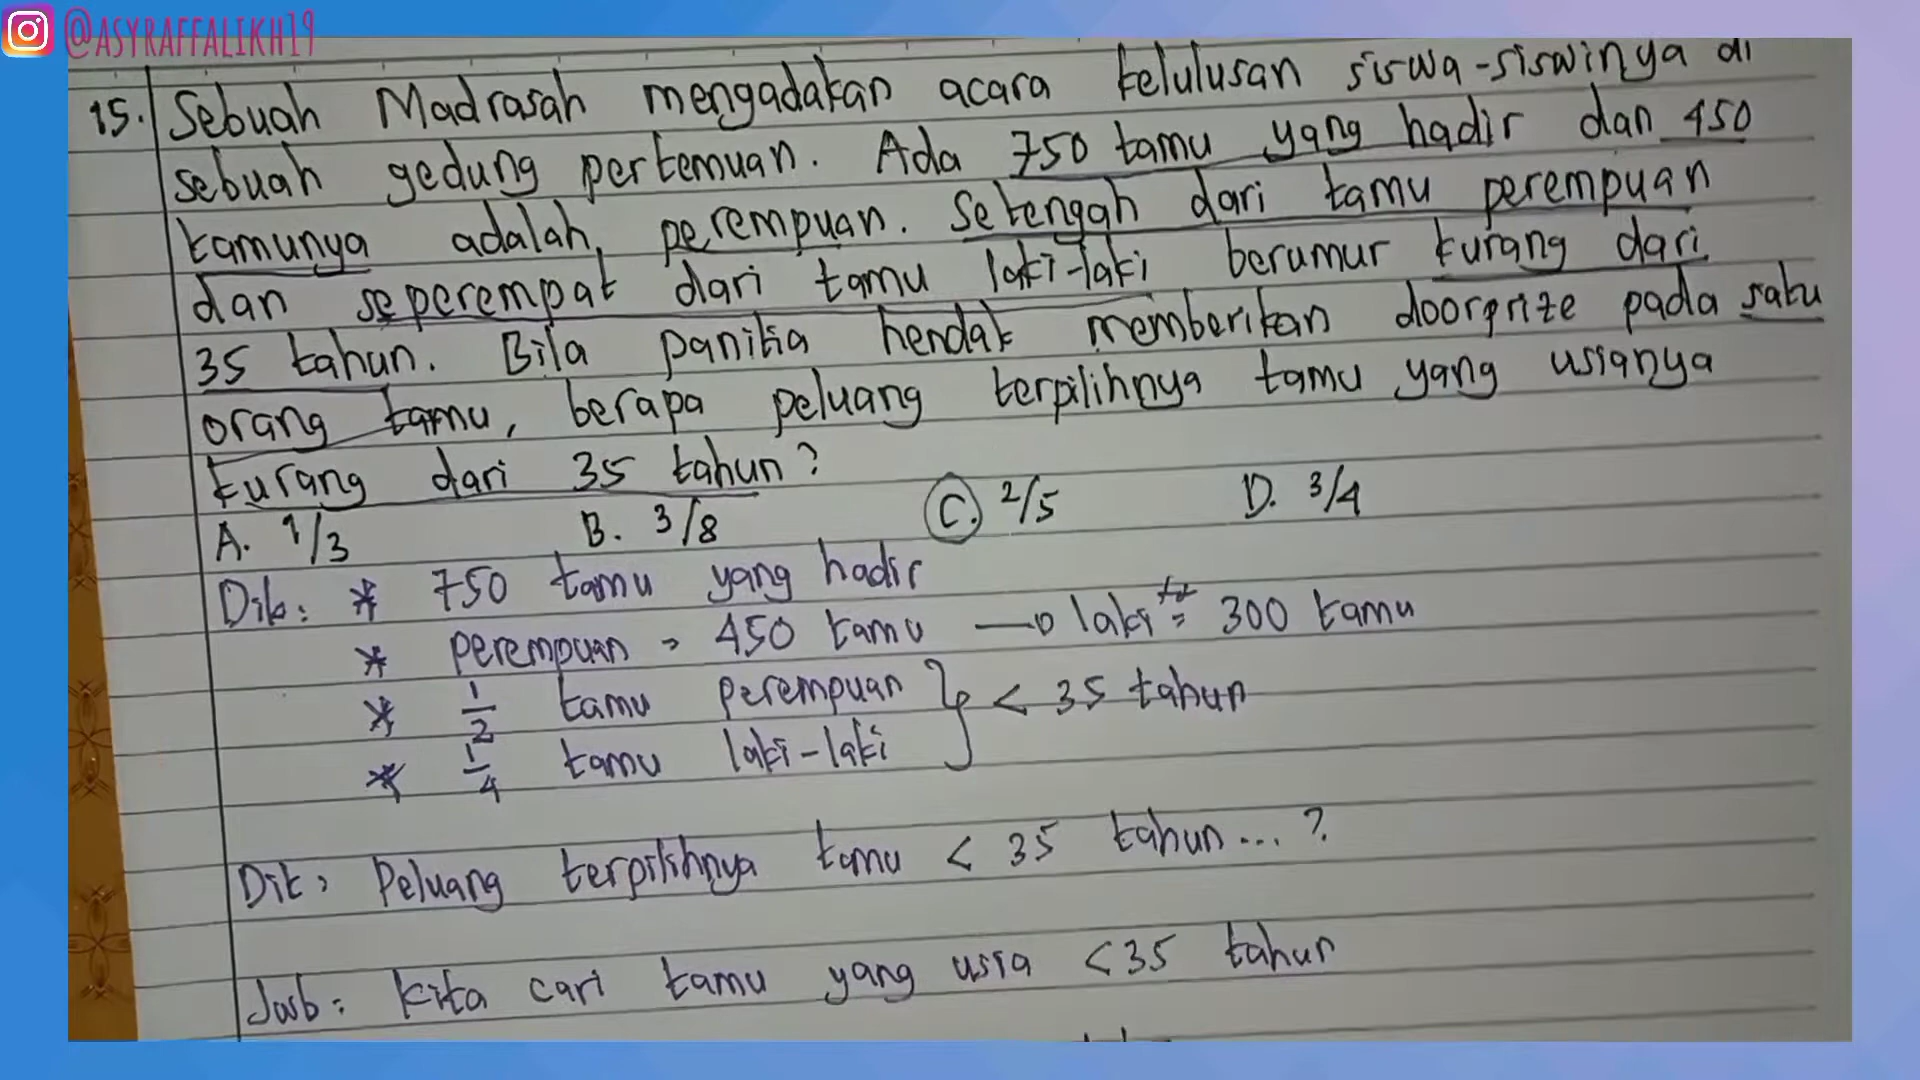 @ASYRAFFALIKH19
15. Sebuah Madrasah mengadakan acara kelulusan siswa-siswinya di
sebuah gedung pertemuan. Ada 750 tamu yang hadir dan 450
tamunya adalah perempuan. Setengah dari tamu perempuan
dan seperempat dari tamu laki-laki berumur kurang dari
35 tahun. Bila panitia hendak memberikan doorprize pada satu
orang tamu, berapa peluang terpilihnya tamu yang usianya
kurang dari 35 tahun?
A. 1/3 B. 3/8 C. 2/5 D. 3/4
Dik: * 750 tamu yang hadir
* perempuan = 450 tamu → laki = 300 tamu
* 1/2 tamu perempuan } < 35 tahun
* 1/4 tamu laki-laki
Dit: Peluang terpilihnya tamu < 35 tahun...?
Jwb: Kita cari tamu yang usia < 35 tahun